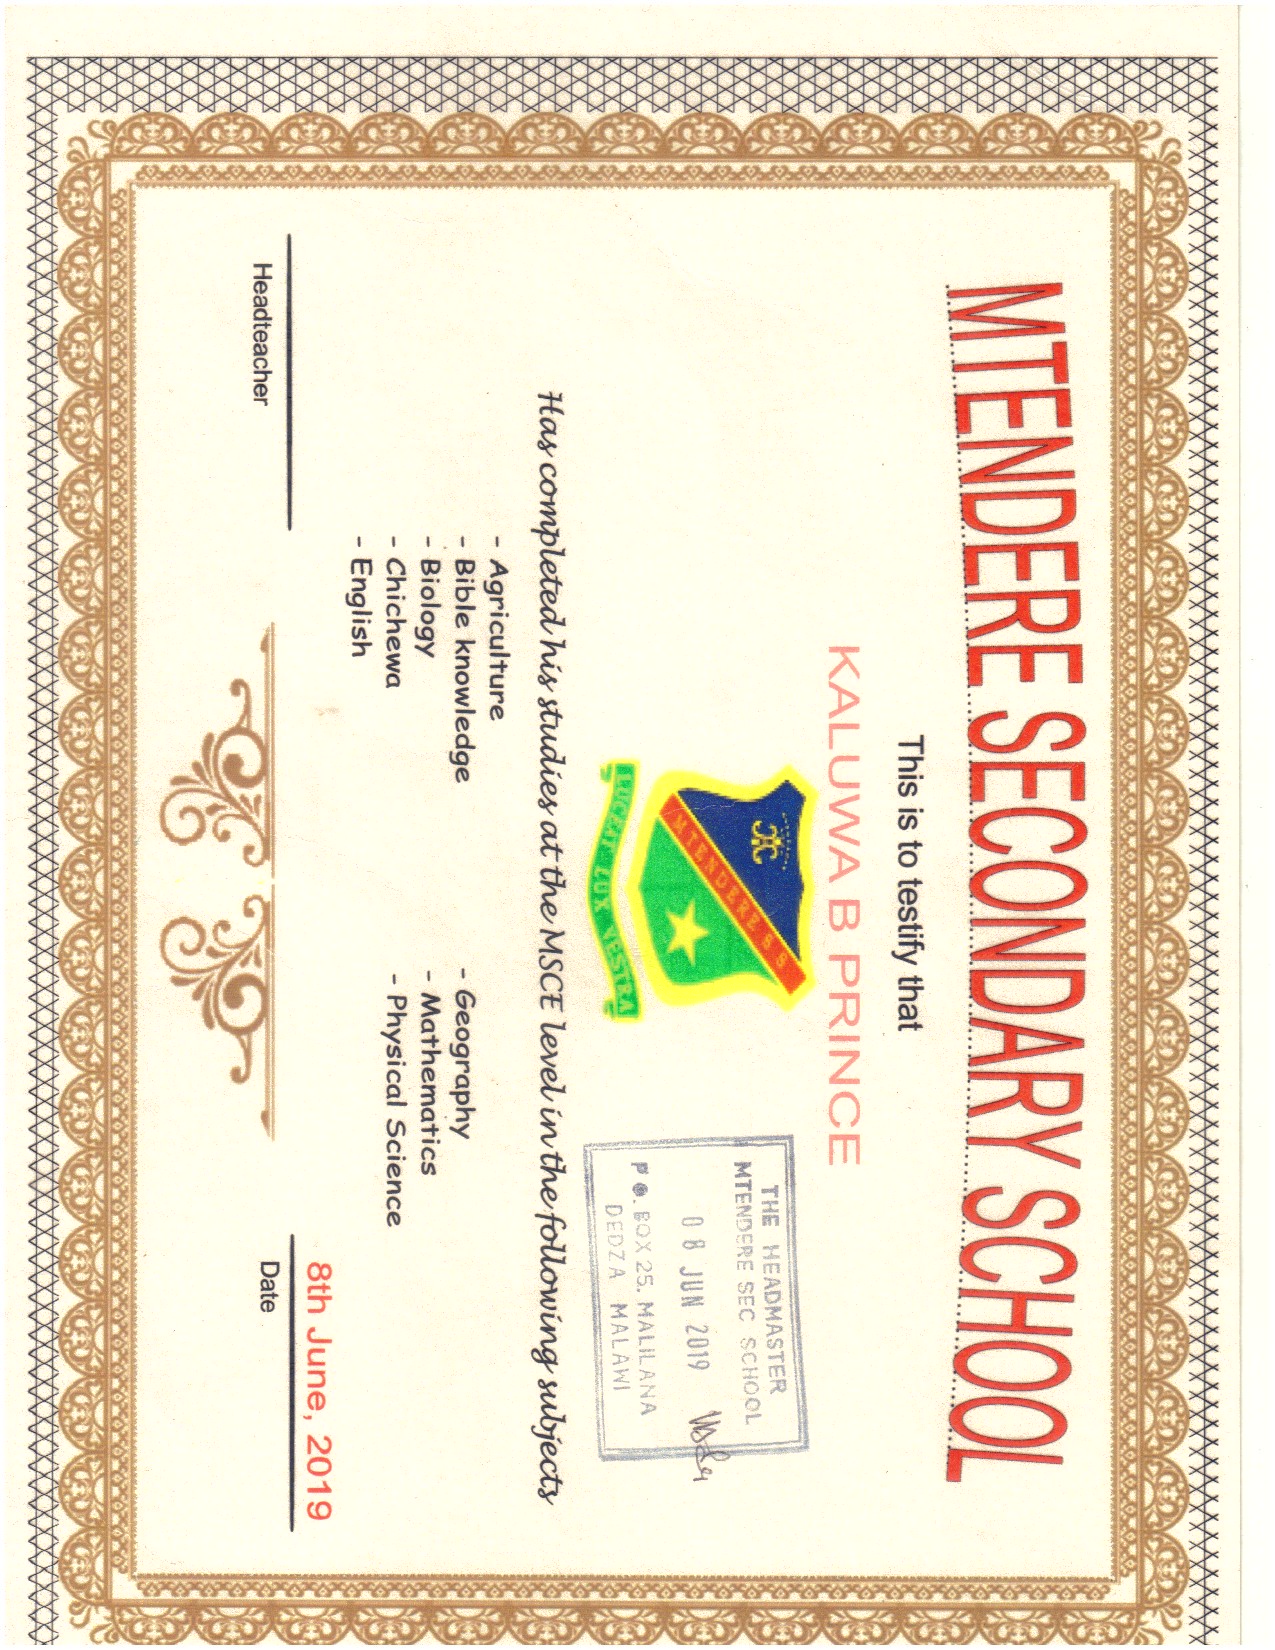 MTENDERE SECONDARY SCHOOL
This is to testify that
KALUWA B PRINCE
MTENDERE S S
LUCEAT LUX VESTRA
THE HEADMASTER
MTENDERE SEC SCHOOL
08 JUN 2019
P O. BOX 25. MALILANA
DEDZA MALAWI
Has completed his studies at the MSCE level in the following subjects
- Agriculture
- Bible knowledge
- Biology
- Chichewa
- English
- Geography
- Mathematics
- Physical Science
Headteacher
8th June, 2019
Date